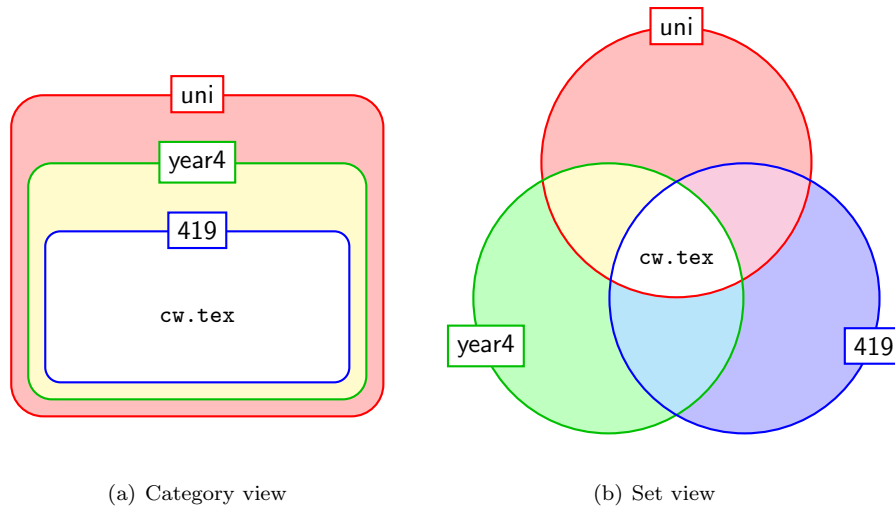 uni
year4
419
cw.tex
(a) Category view
uni
cw.tex
year4
419
(b) Set view